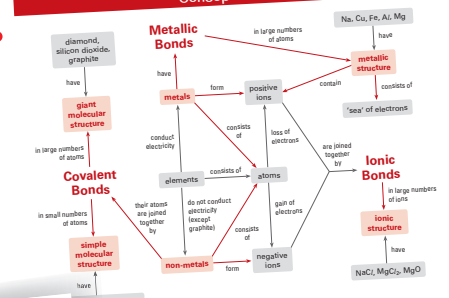 Metallic
Bonds
in large numbers
of atoms
Na, Cu, Fe, Al, Mg
have
diamond,
silicon dioxide,
graphite
have
metallic
structure
have
metals
form
positive
ions
contain
consists
of
'sea' of electrons
giant
molecular
structure
conduct
electricity
consists
of
loss of
electrons
are joined
together
by
in large numbers
of atoms
Ionic
Bonds
Covalent
Bonds
elements
consists of
atoms
in large numbers
of ions
in small numbers
of atoms
their atoms
are joined
together
by
do not conduct
electricity
(except
graphite)
consists
of
gain of
electrons
ionic
structure
simple
molecular
structure
non-metals
form
negative
ions
have
NaCl, MgCl2, MgO
have